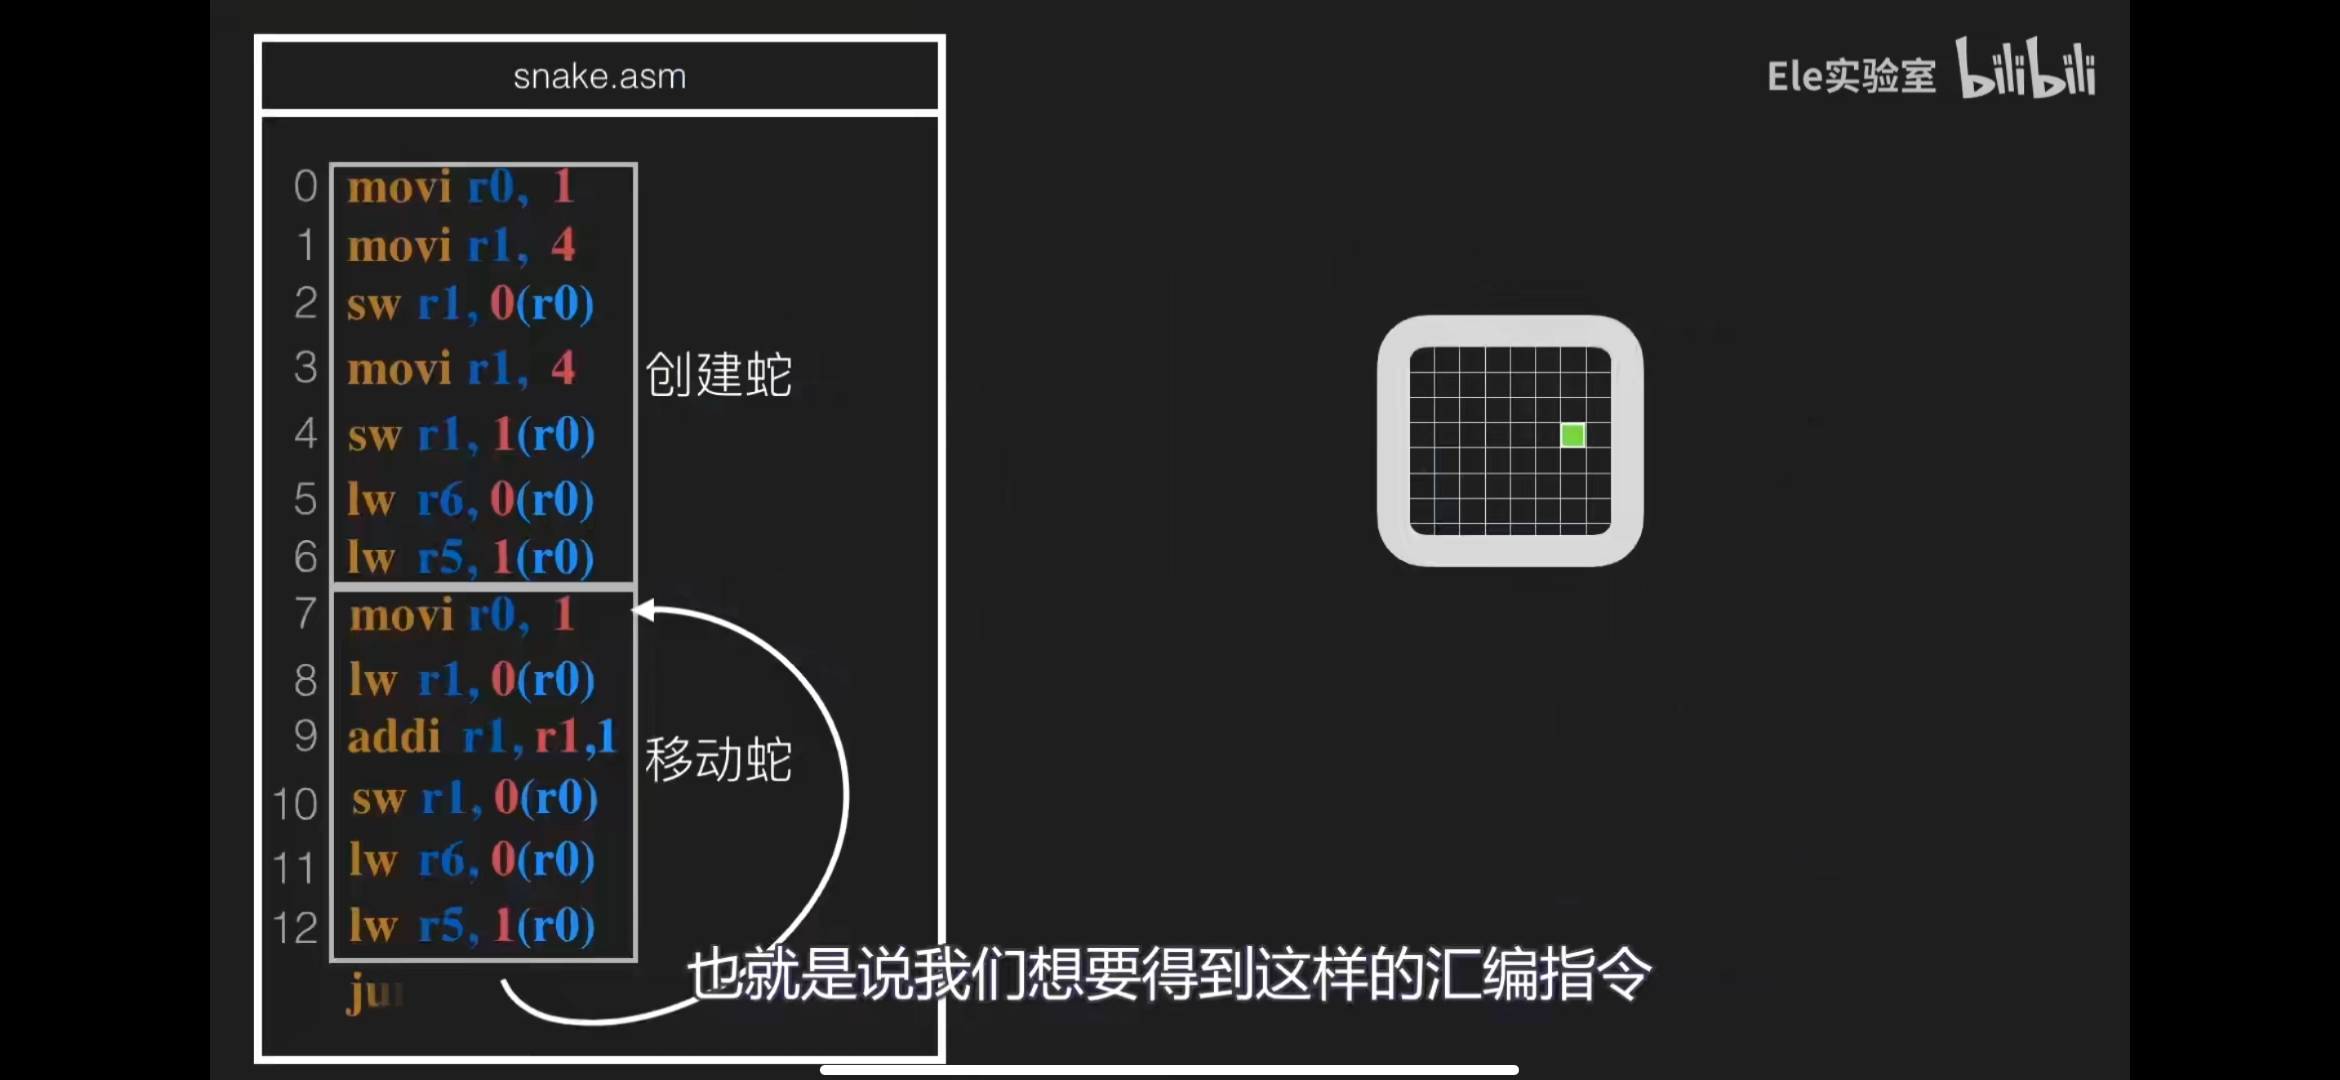 snake.asm
Ele实验室 bilibili
0 movi r0, 1
1 movi r1, 4
2 sw r1, 0(r0)
3 movi r1, 4
创建蛇
4 sw r1, 1(r0)
5 lw r6, 0(r0)
6 lw r5, 1(r0)
7 movi r0, 1
8 lw r1, 0(r0)
9 addi r1, r1,1
移动蛇
10 sw r1, 0(r0)
11 lw r6, 0(r0)
12 lw r5, 1(r0)
ju
也就是说我们想要得到这样的汇编指令